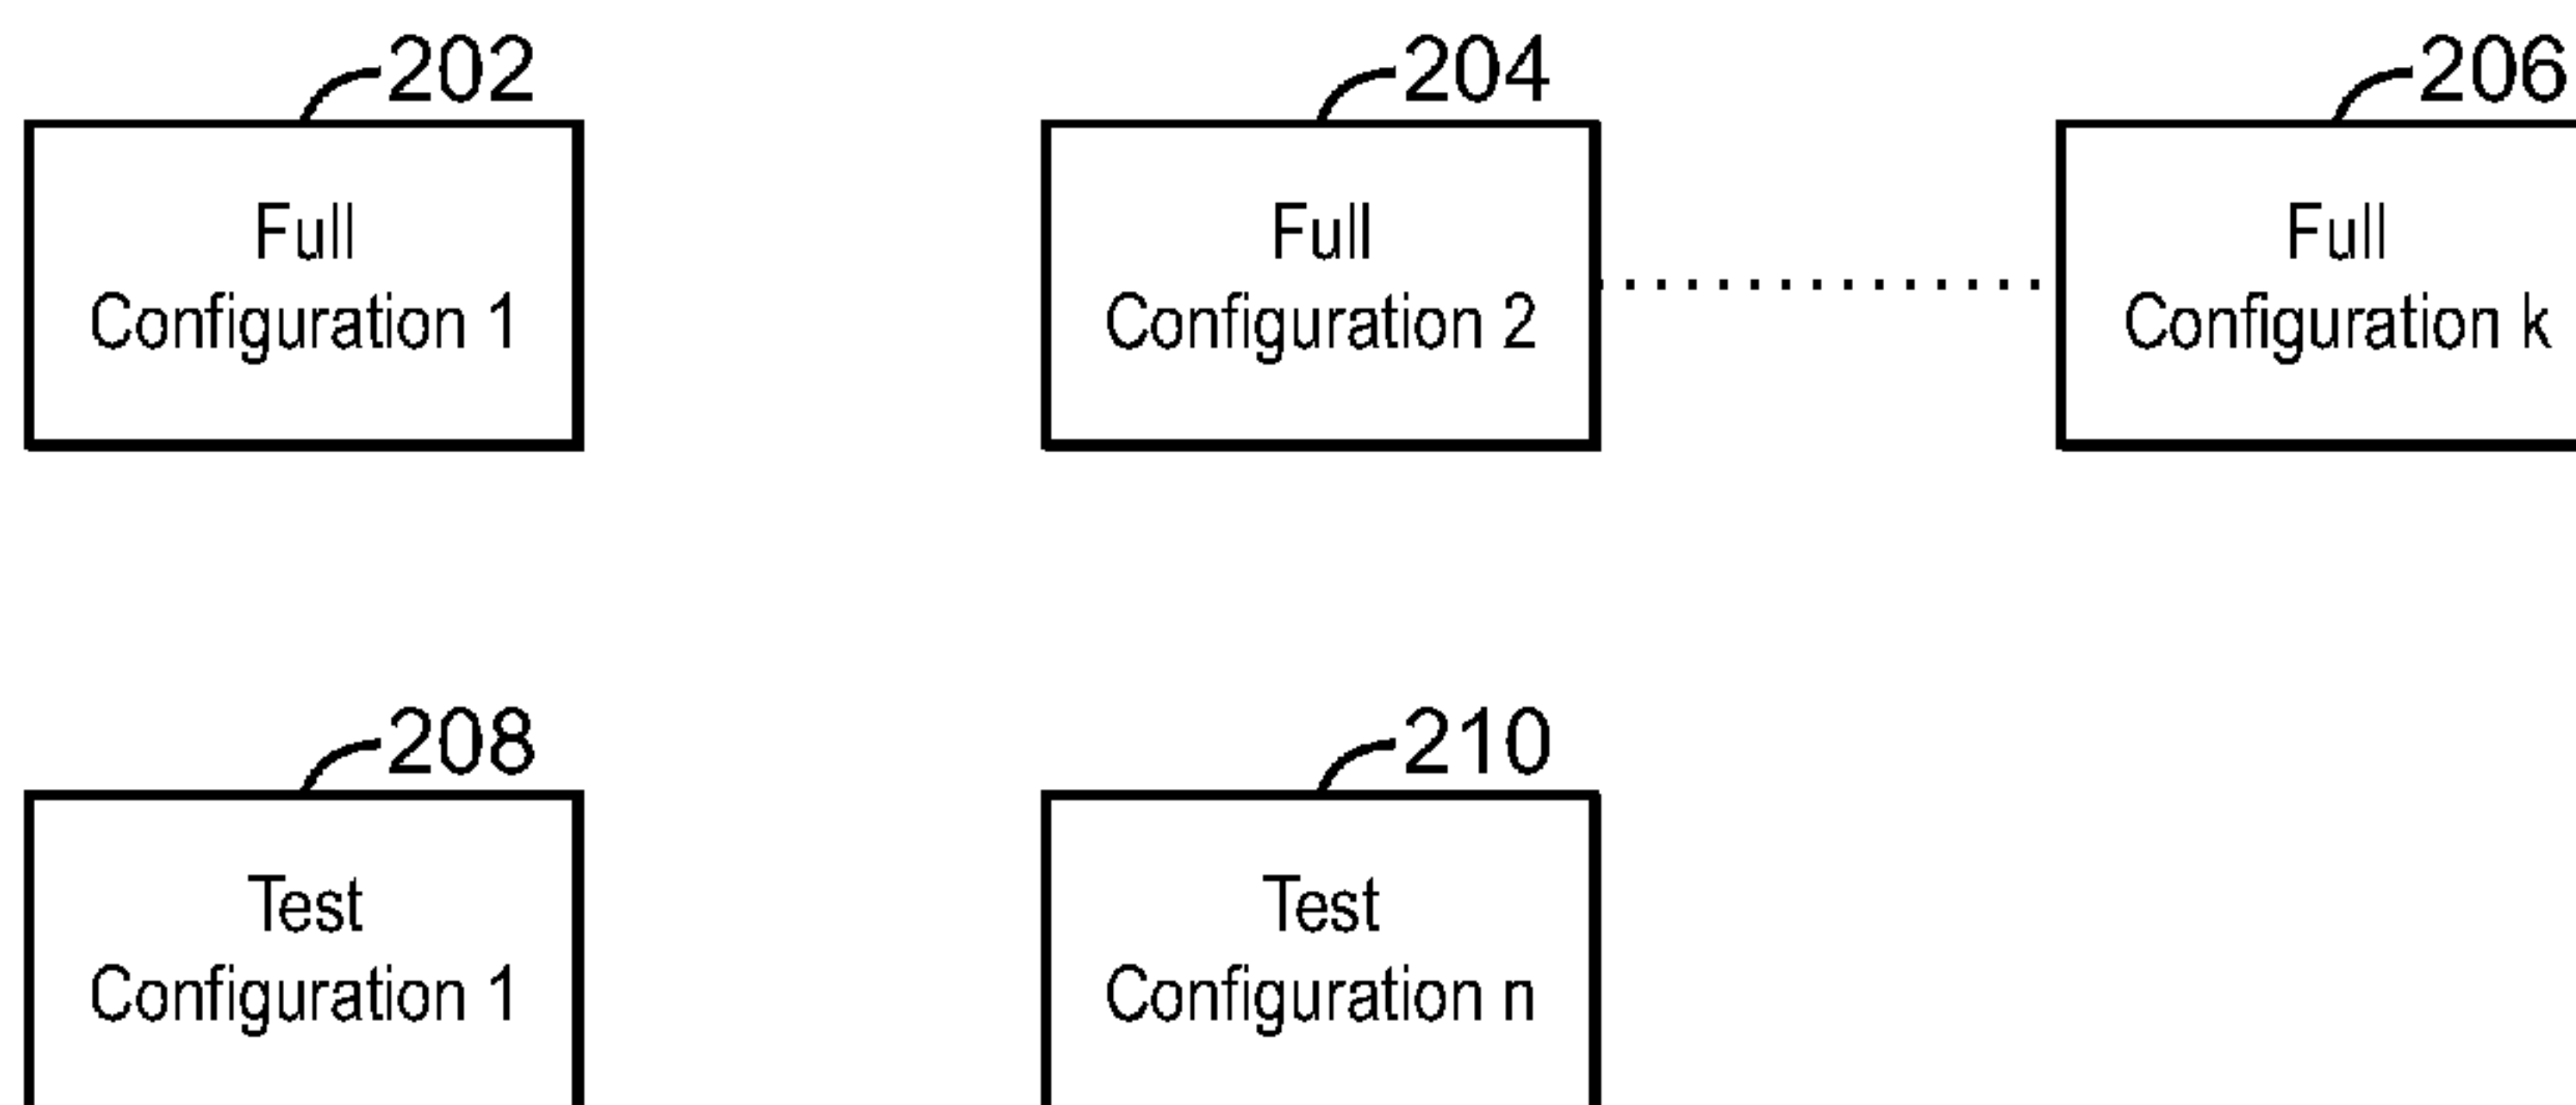 202
204
206
Full
Configuration 1
Full
Configuration 2
Full
Configuration k
208
210
Test
Configuration 1
Test
Configuration n